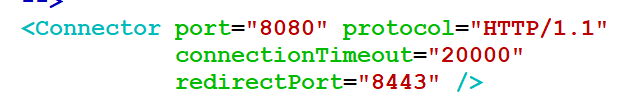 -->
<Connector port="8080" protocol="HTTP/1.1"
connectionTimeout="20000"
redirectPort="8443" />